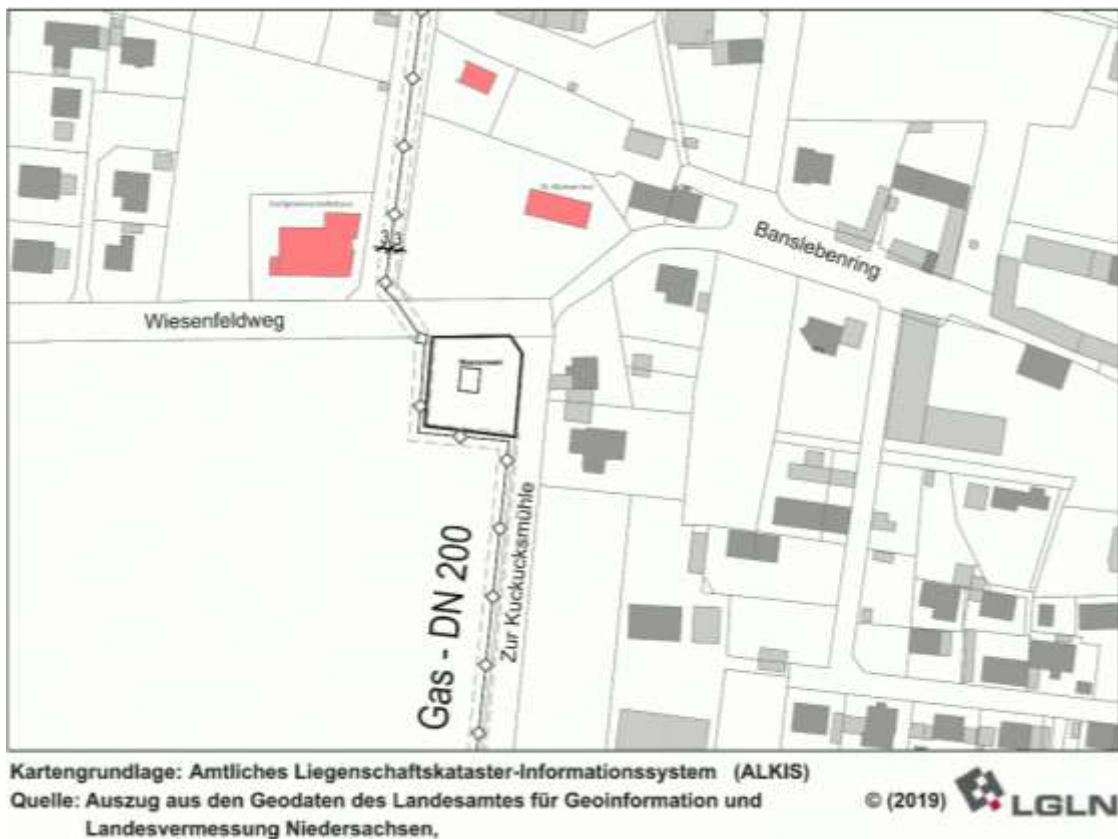 Banslebenring
Wiesenfeldweg
Gas - DN 200
Zur Kuckucksmühle
Kartengrundlage: Amtliches Liegenschaftskataster-Informationssystem (ALKIS)
Quelle: Auszug aus den Geodaten des Landesamtes für Geoinformation und
Landesvermessung Niedersachsen,
© (2019)
LGLN